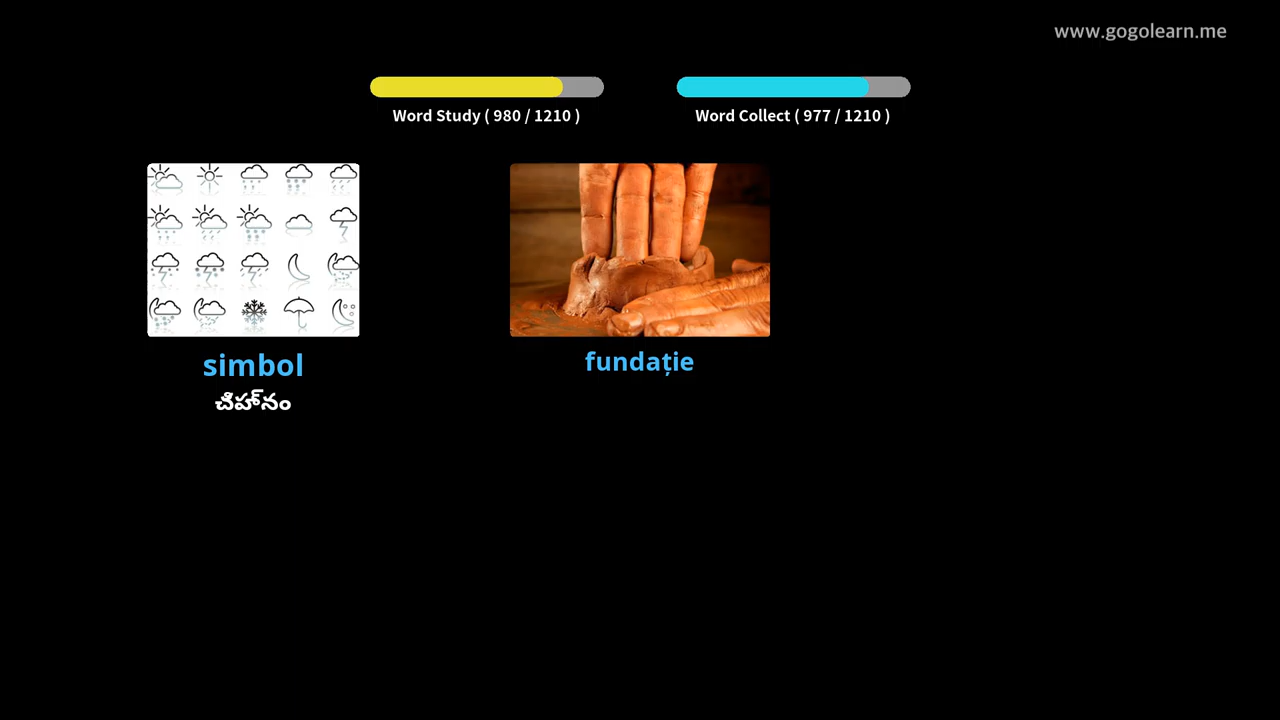 www.gogolearn.me
Word Study ( 980 / 1210 )
Word Collect ( 977 / 1210 )
simbol
చిహా్నం
fundație